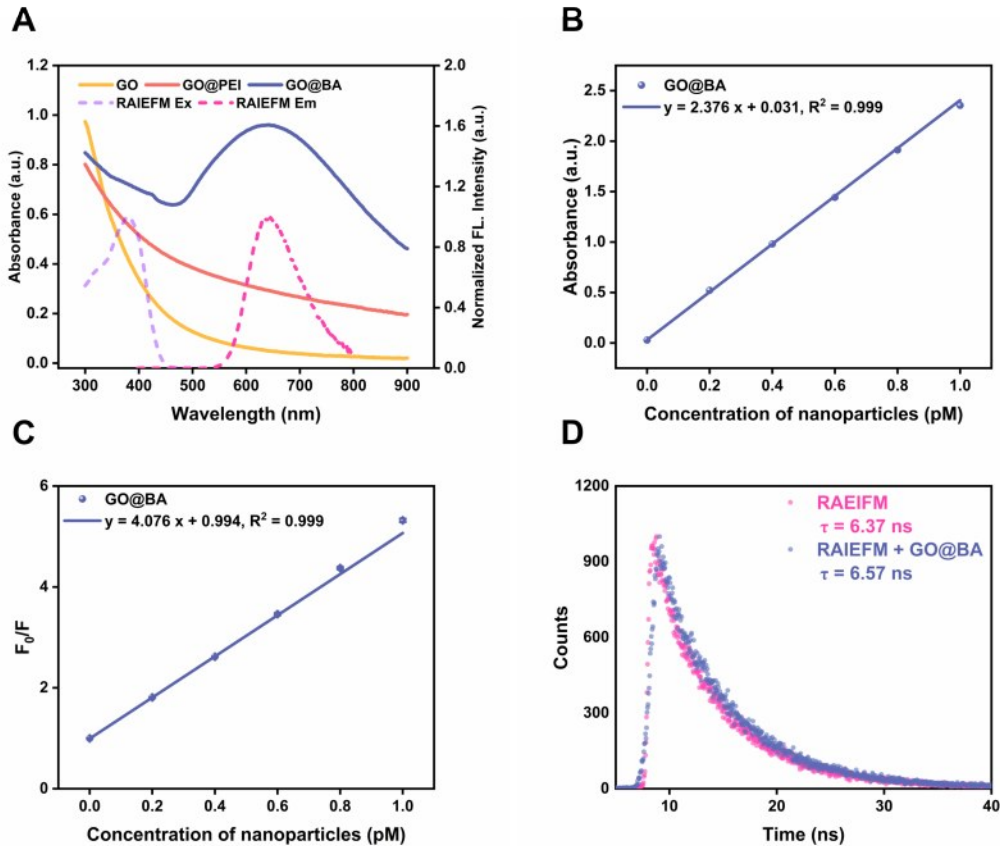 A
GO GO@PEI GO@BA
RAIEFM Ex RAIEFM Em
1.2
1.0
0.8
0.6
0.4
0.2
0.0
Absorbance (a.u.)
2.0
1.6
1.2
0.8
0.4
0.0
Normalized FL. Intensity (a.u.)
300 400 500 600 700 800 900
Wavelength (nm)
B
GO@BA
y = 2.376 x + 0.031, R² = 0.999
2.5
2.0
1.5
1.0
0.5
0.0
Absorbance (a.u.)
0.0 0.2 0.4 0.6 0.8 1.0
Concentration of nanoparticles (pM)
C
GO@BA
y = 4.076 x + 0.994, R² = 0.999
6
4
2
0
F₀/F
0.0 0.2 0.4 0.6 0.8 1.0
Concentration of nanoparticles (pM)
D
RAEIFM
τ = 6.37 ns
RAIEFM + GO@BA
τ = 6.57 ns
1200
900
600
300
0
Counts
10 20 30 40
Time (ns)